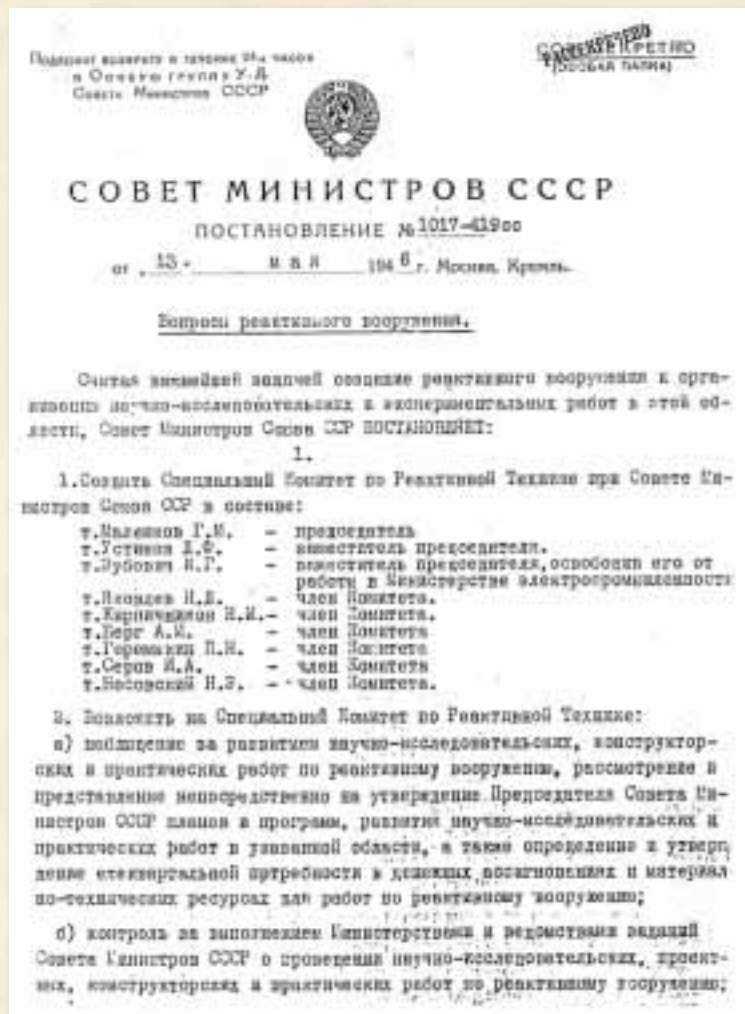 Подлежит возврату в течение 24-х часов
в Особую группу У.Д.
Совета Министров СССР
РАССЕКРЕЧЕНО
СОВ.СЕКРЕТНО
(ОСОБАЯ ПАПКА)
СОВЕТ МИНИСТРОВ СССР
ПОСТАНОВЛЕНИЕ №1017-419сс
от 13 мая 1946 г. Москва, Кремль.
Вопросы реактивного вооружения.
Считая важнейшей задачей создание реактивного вооружения и орга-
низацию научно-исследовательских и экспериментальных работ в этой об-
ласти, Совет Министров Союза ССР ПОСТАНОВЛЯЕТ:
1.
1.Создать Специальный Комитет по Реактивной Технике при Совете Ми-
нистров Союза ССР в составе:
т.Маленков Г.М. - председатель
т.Устинов Д.Ф. - заместитель председателя.
т.Зубович И.Г. - заместитель председателя, освободив его от
работы в Министерстве электропромышленности
т.Яковлев Н.Д. - член Комитета.
т.Кирпичников П.И.- член Комитета.
т.Берг А.И. - член Комитета
т.Горемыкин П.Н. - член Комитета
т.Серов И.А. - член Комитета
т.Носовский Н.Э. - член Комитета.
2. Возложить на Специальный Комитет по Реактивной Технике:
а) наблюдение за развитием научно-исследовательских, конструктор-
ских и практических работ по реактивному вооружению, рассмотрение и
представление непосредственно на утверждение Председателя Совета Ми-
нистров СССР планов и программ, развития научно-исследовательских и
практических работ в указанной области, а также определение и утверж
дение ежеквартальной потребности в денежных ассигнованиях и материал
но-технических ресурсах для работ по реактивному вооружению;
б) контроль за выполнением Министерствами и ведомствами заданий
Совета Министров СССР о проведении научно-исследовательских, проект-
ных, конструкторских и практических работ по реактивному вооружению;